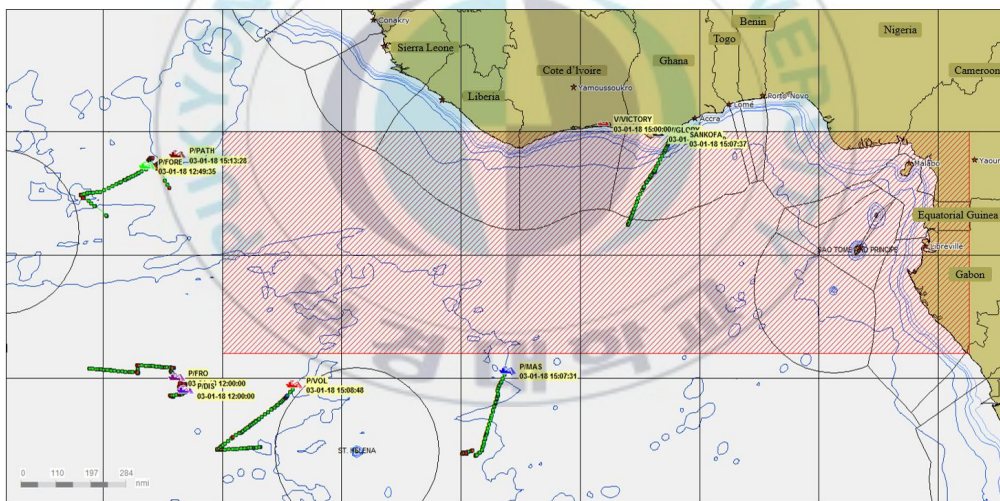 Conakry
Sierra Leone
Liberia
Cote d'Ivoire
Yamoussoukro
Ghana
Togo
Benin
Nigeria
Cameroon
Porto-Novo
Lomé
Accra
V/VICTORY
03-01-18 15:00:00
/GLORY
03-01
SANKOFA
03-01-18 15:07:37
P/PATH
03-01-18 15:13:28
P/FORE
03-01-18 12:49:35
Malabo
Yaoun
Equatorial Guinea
SAO TOME AND PRINCIPE
Libreville
Gabon
P/FRO
12:00:00
P/DIS
03-01-18 12:00:00
P/VOL
03-01-18 15:08:48
P/MAS
03-01-18 15:07:31
ST. HELENA
0 110 197 284
nmi